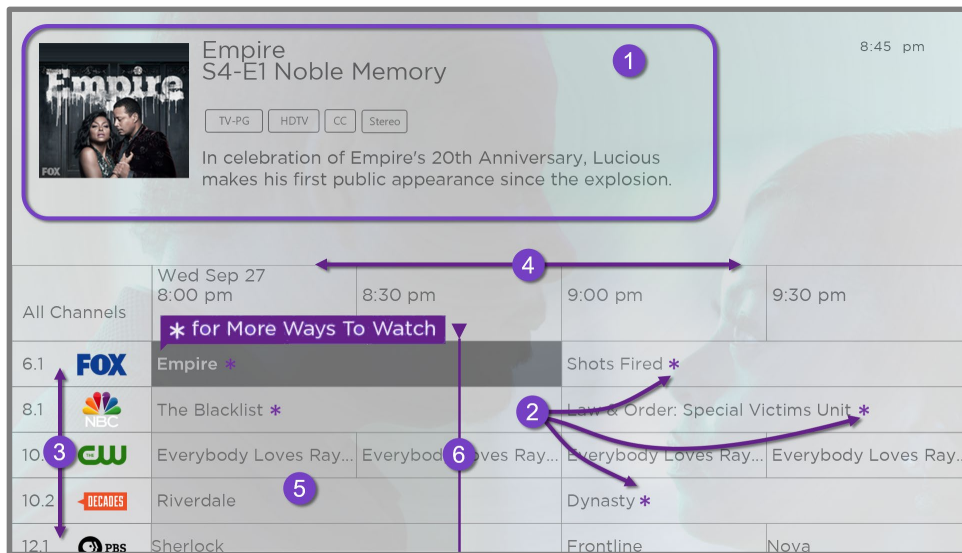 Empire
FOX
Empire
S4-E1 Noble Memory
1
8:45 pm
TV-PG HDTV CC Stereo
In celebration of Empire's 20th Anniversary, Lucious
makes his first public appearance since the explosion.
4
Wed Sep 27
8:00 pm 8:30 pm 9:00 pm 9:30 pm
All Channels
* for More Ways To Watch
6.1 FOX Empire * Shots Fired *
8.1 NBC The Blacklist * 2 Law & Order: Special Victims Unit *
10. 3 THE CW Everybody Loves Ray... Everybod 6 oves Ray... Everybody Loves Ray... Everybody Loves Ray..
10.2 DECADES Riverdale 5 Dynasty *
12.1 PBS Sherlock Frontline Nova